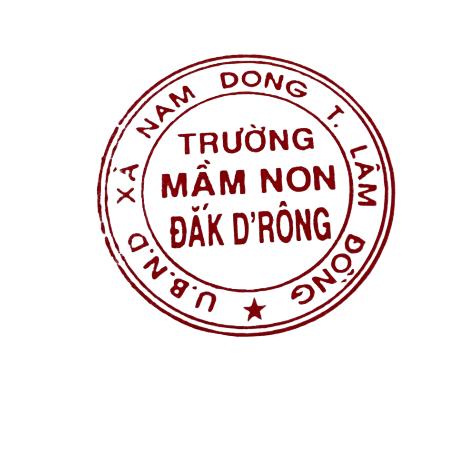 U.B.N.D XÃ NAM DONG T. LÂM ĐỒNG
TRƯỜNG
MẦM NON
ĐẮK D'RÔNG